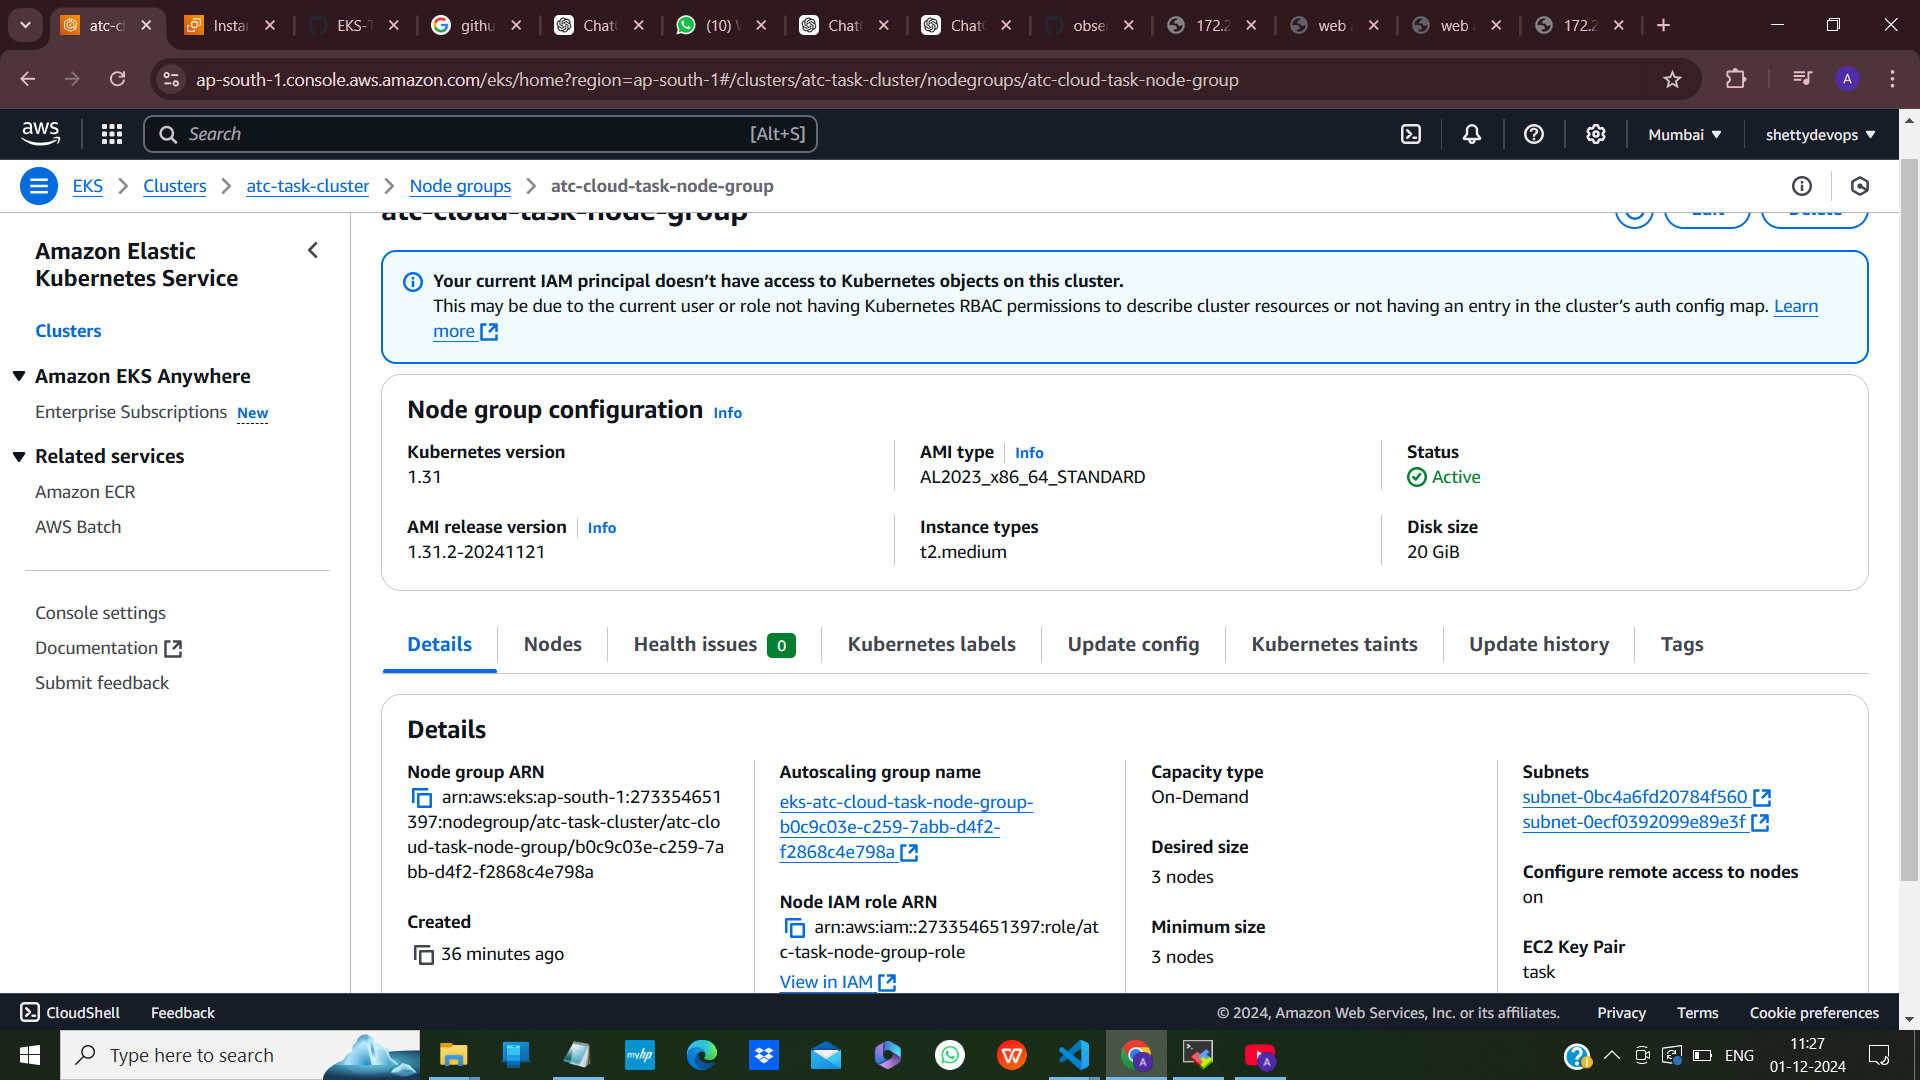 atc-cl
Insta
EKS-T
githu
Chat
(10) \
Chat
Chat
obse
172.2
web
web
172.2
ap-south-1.console.aws.amazon.com/eks/home?region=ap-south-1#/clusters/atc-task-cluster/nodegroups/atc-cloud-task-node-group
A
aws
Search [Alt+S]
Mumbai
shettydevops
EKS
Clusters
atc-task-cluster
Node groups
atc-cloud-task-node-group
atc-cloud-task-node-group
Edit
Delete
Amazon Elastic
Kubernetes Service
Clusters
Amazon EKS Anywhere
Enterprise Subscriptions New
Related services
Amazon ECR
AWS Batch
Console settings
Documentation
Submit feedback
Your current IAM principal doesn’t have access to Kubernetes objects on this cluster.
This may be due to the current user or role not having Kubernetes RBAC permissions to describe cluster resources or not having an entry in the cluster’s auth config map. Learn
more
Node group configuration Info
Kubernetes version
1.31
AMI type Info
AL2023_x86_64_STANDARD
Status
Active
AMI release version Info
1.31.2-20241121
Instance types
t2.medium
Disk size
20 GiB
Details
Nodes
Health issues 0
Kubernetes labels
Update config
Kubernetes taints
Update history
Tags
Details
Node group ARN
arn:aws:eks:ap-south-1:273354651
397:nodegroup/atc-task-cluster/atc-clo
ud-task-node-group/b0c9c03e-c259-7a
bb-d4f2-f2868c4e798a
Created
36 minutes ago
Autoscaling group name
eks-atc-cloud-task-node-group-
b0c9c03e-c259-7abb-d4f2-
f2868c4e798a
Node IAM role ARN
arn:aws:iam::273354651397:role/at
c-task-node-group-role
View in IAM
Capacity type
On-Demand
Desired size
3 nodes
Minimum size
3 nodes
Subnets
subnet-0bc4a6fd20784f560
subnet-0ecf0392099e89e3f
Configure remote access to nodes
on
EC2 Key Pair
task
CloudShell
Feedback
© 2024, Amazon Web Services, Inc. or its affiliates.
Privacy
Terms
Cookie preferences
Type here to search
myhp
A
A
ENG
11:27
01-12-2024